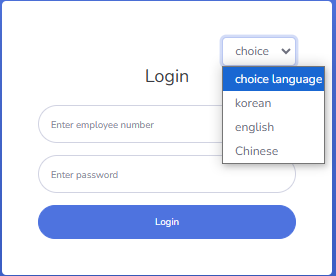 choice
Login
choice language
korean
english
Chinese
Enter employee number
Enter password
Login